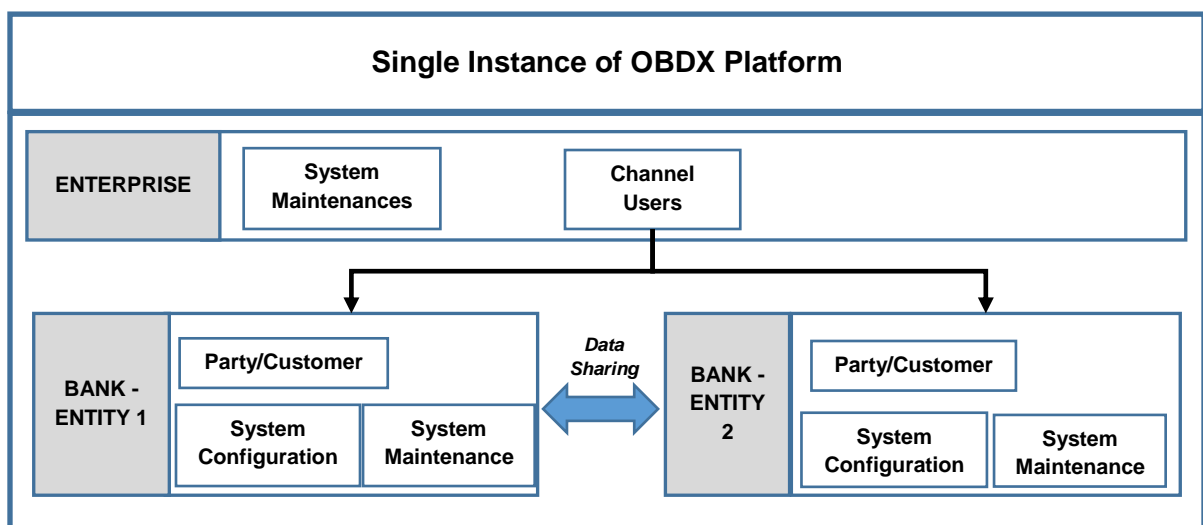 Single Instance of OBDX Platform
ENTERPRISE
System
Maintenances
Channel
Users
BANK -
ENTITY 1
Party/Customer
System
Configuration
System
Maintenance
Data
Sharing
BANK -
ENTITY
2
Party/Customer
System
Configuration
System
Maintenance